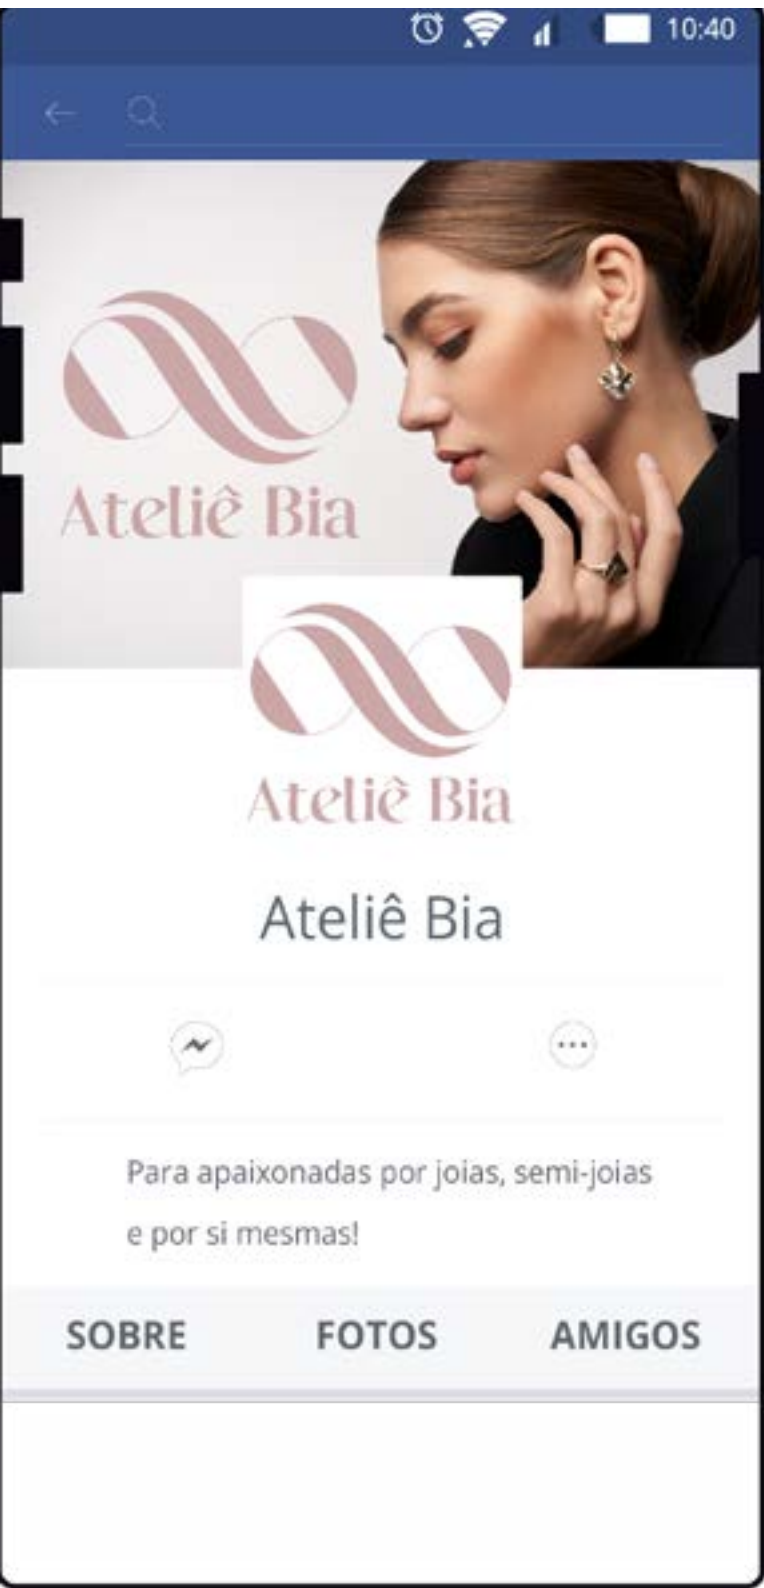 10:40
Ateliê Bia
Ateliê Bia
Ateliê Bia
Para apaixonadas por joias, semi-joias
e por si mesmas!
SOBRE FOTOS AMIGOS